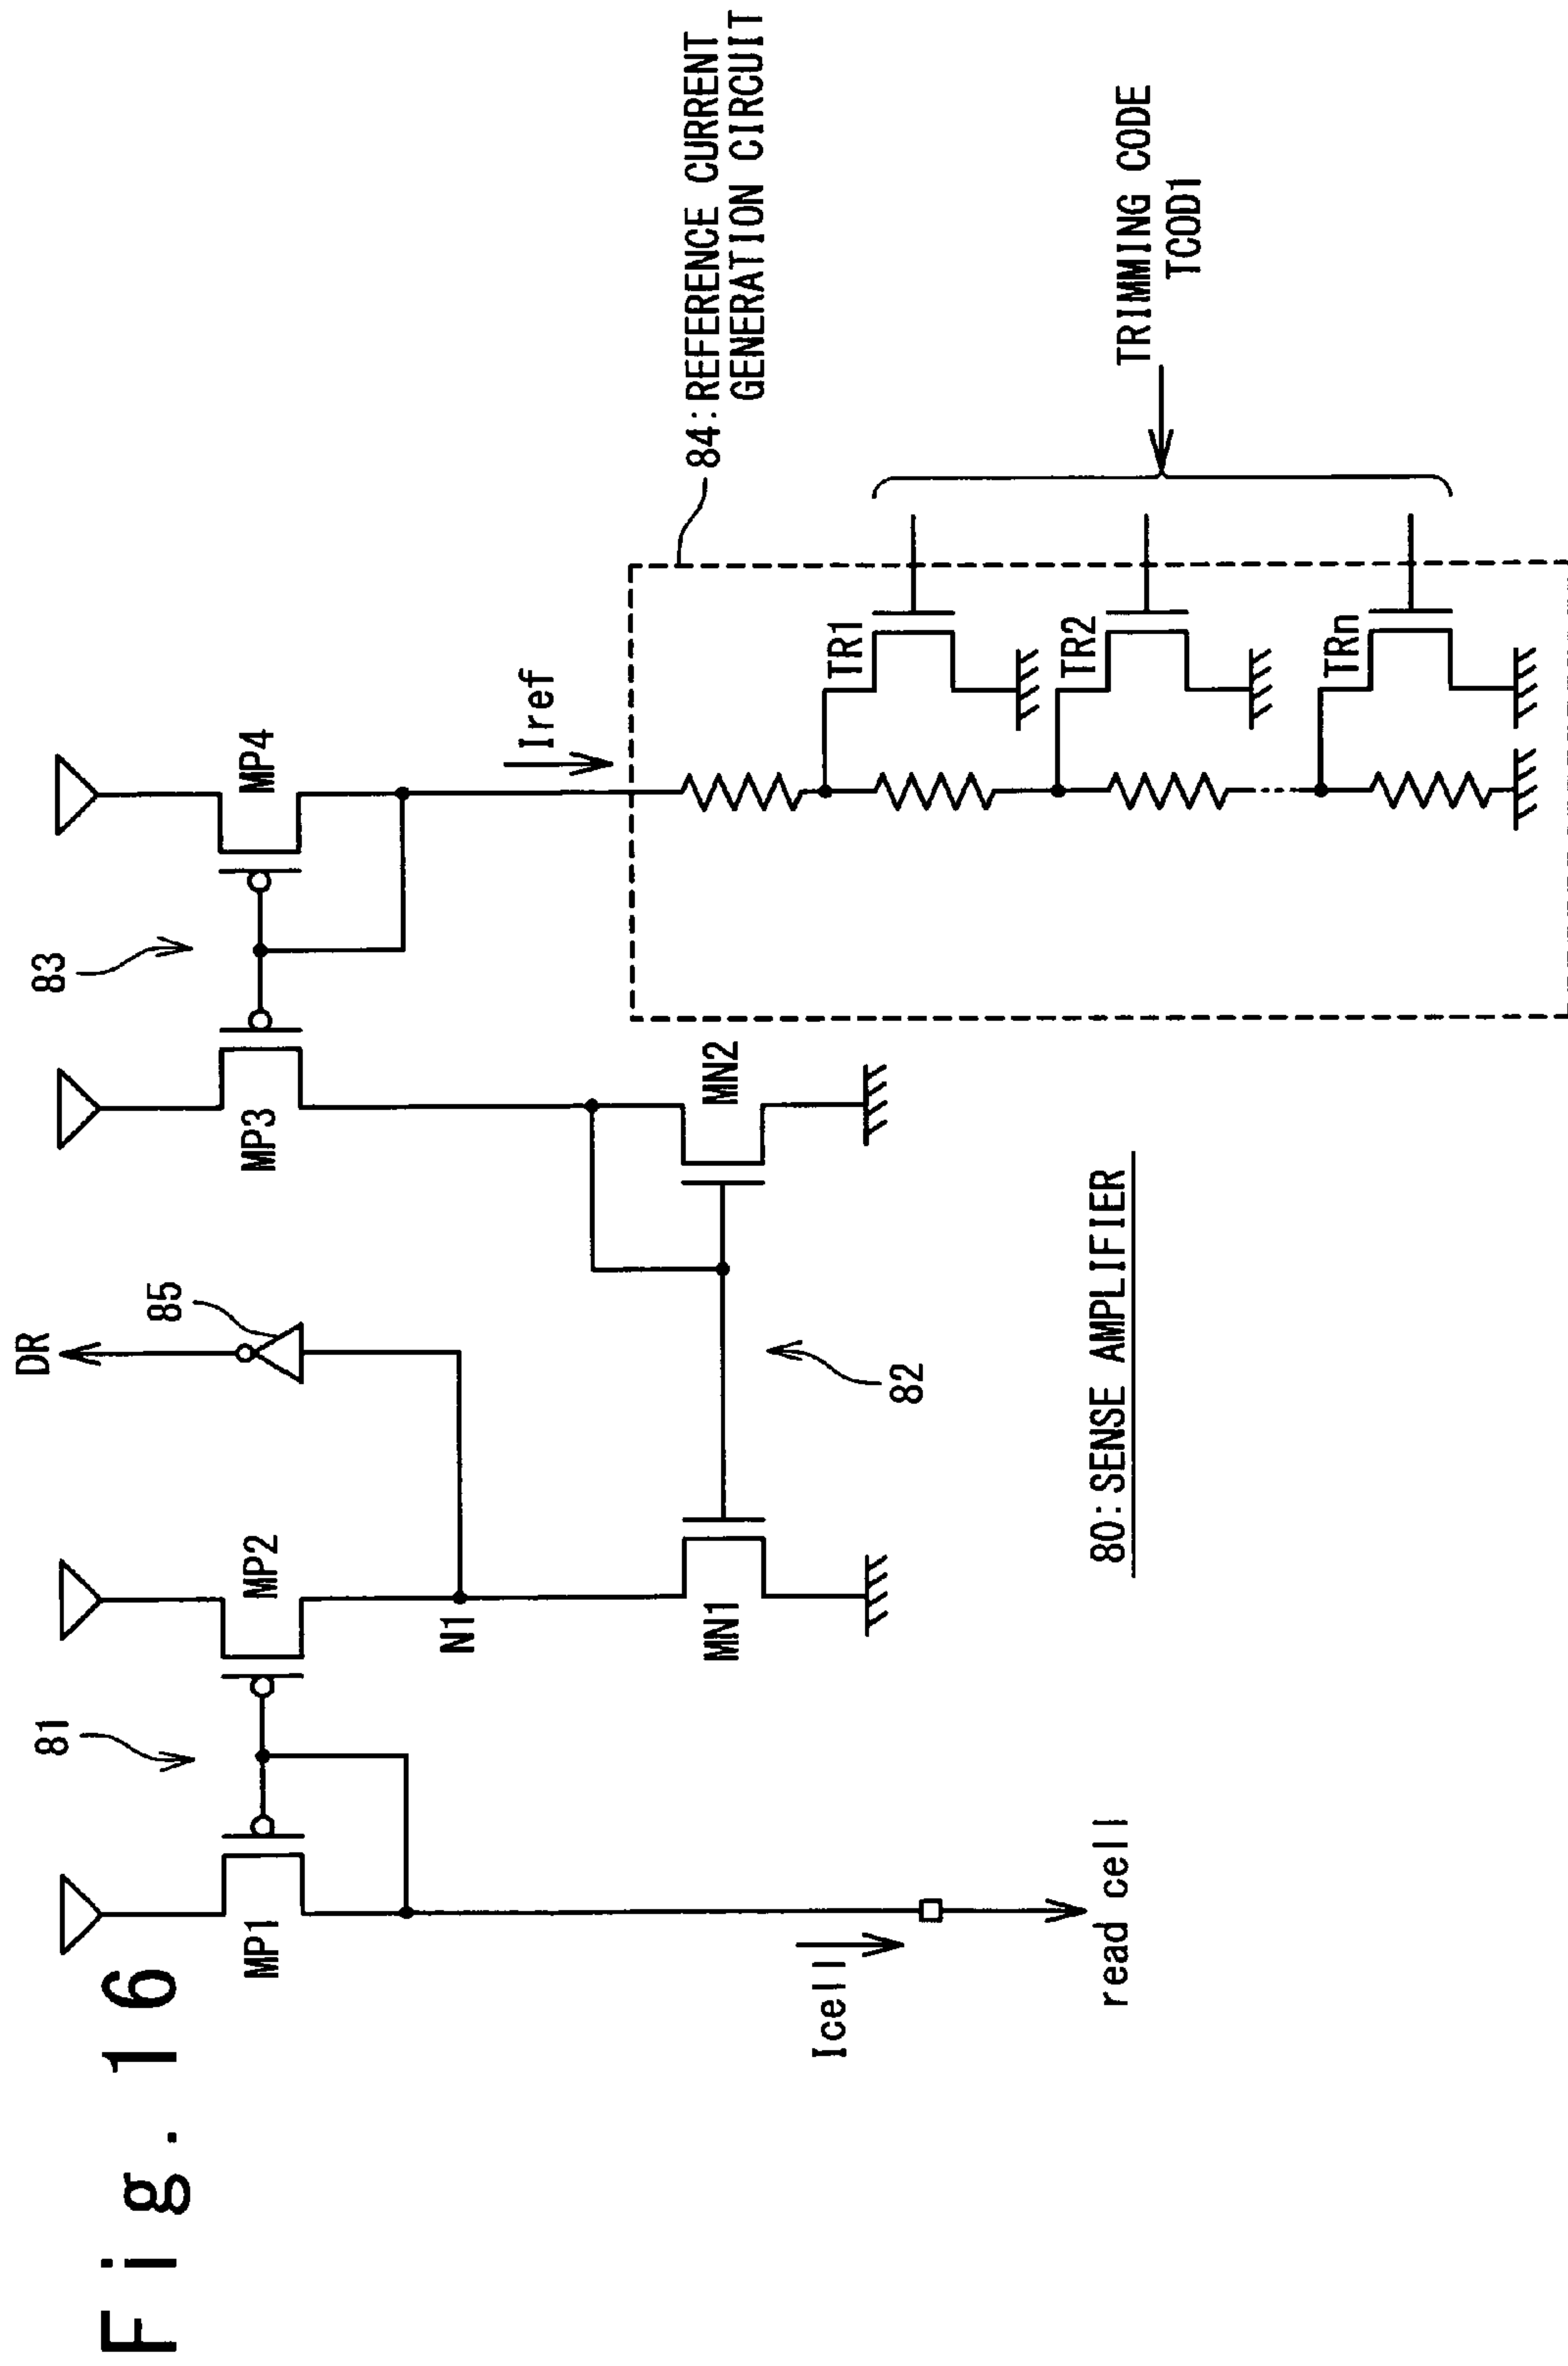 Fig. 16
81
MP1
MP2
Icell
read cell
N1
MN1
DR
85
82
83
MP3
MP4
MN2
Iref
84:REFERENCE CURRENT
GENERATION CIRCUIT
TR1
TR2
TRn
TRIMMING CODE
TCOD1
80:SENSE AMPLIFIER